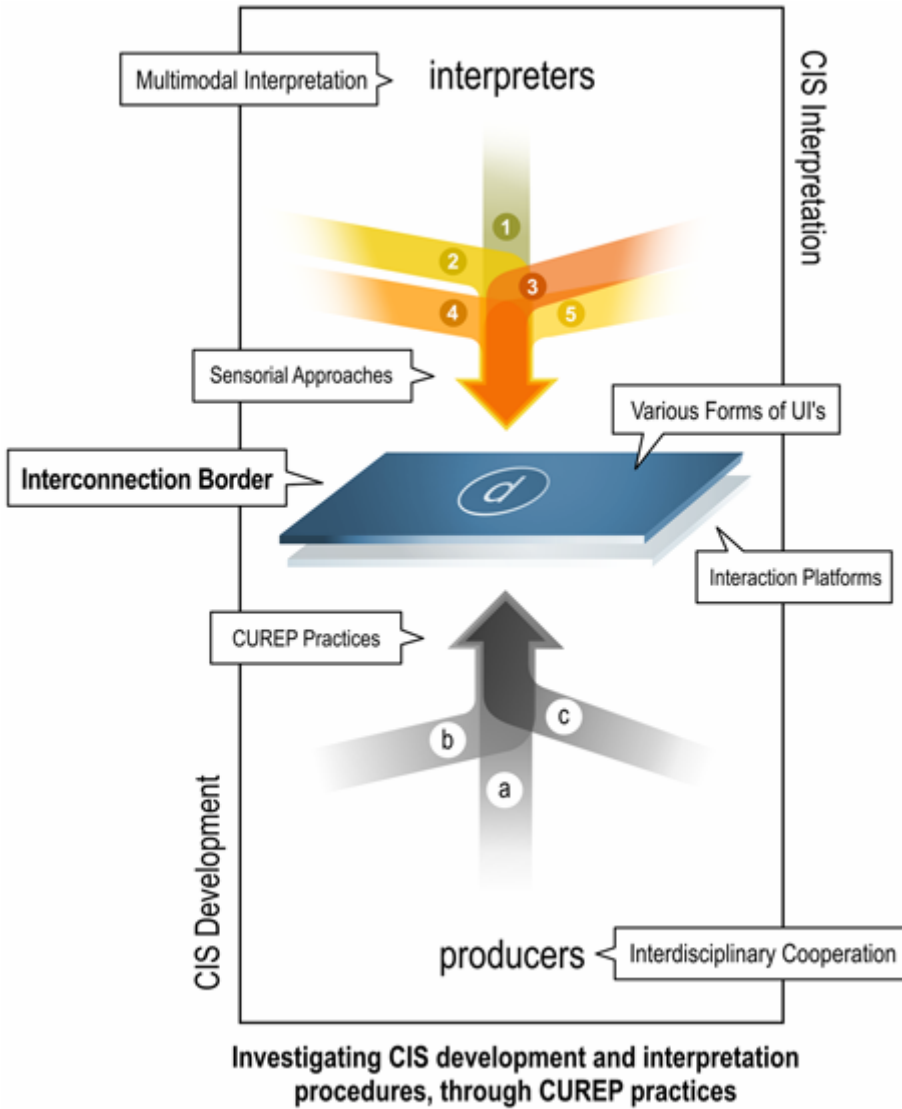 Multimodal Interpretation
interpreters
CIS Interpretation
1
2
3
4
5
Sensorial Approaches
Various Forms of UI's
Interconnection Border
d
Interaction Platforms
CUREP Practices
c
b
a
CIS Development
producers
Interdisciplinary Cooperation
Investigating CIS development and interpretation
procedures, through CUREP practices